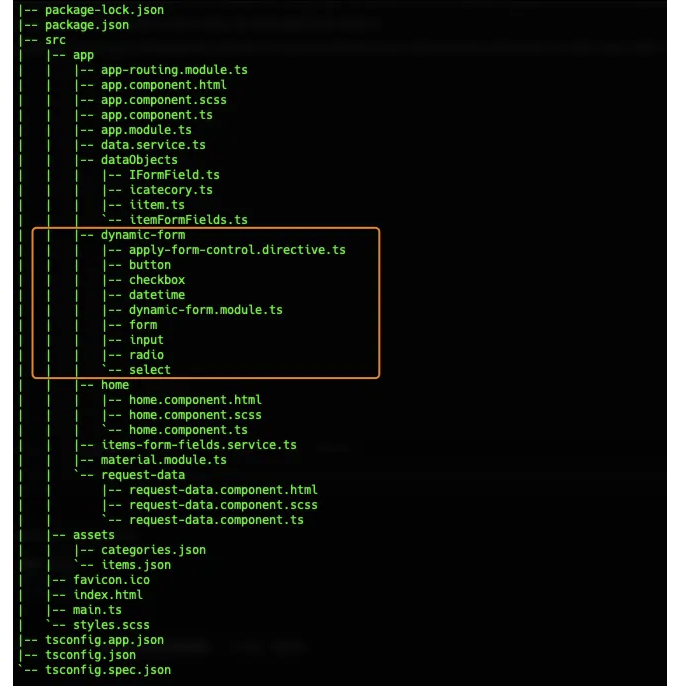 |-- package-lock.json
|-- package.json
|-- src
|   |-- app
|   |   |-- app-routing.module.ts
|   |   |-- app.component.html
|   |   |-- app.component.scss
|   |   |-- app.component.ts
|   |   |-- app.module.ts
|   |   |-- data.service.ts
|   |   |-- dataObjects
|   |   |   |-- IFormField.ts
|   |   |   |-- icatecory.ts
|   |   |   |-- iitem.ts
|   |   |   `-- itemFormFields.ts
|   |   |-- dynamic-form
|   |   |   |-- apply-form-control.directive.ts
|   |   |   |-- button
|   |   |   |-- checkbox
|   |   |   |-- datetime
|   |   |   |-- dynamic-form.module.ts
|   |   |   |-- form
|   |   |   |-- input
|   |   |   |-- radio
|   |   |   `-- select
|   |   |-- home
|   |   |   |-- home.component.html
|   |   |   |-- home.component.scss
|   |   |   `-- home.component.ts
|   |   |-- items-form-fields.service.ts
|   |   |-- material.module.ts
|   |   `-- request-data
|   |       |-- request-data.component.html
|   |       |-- request-data.component.scss
|   |       `-- request-data.component.ts
|   |-- assets
|   |   |-- categories.json
|   |   `-- items.json
|   |-- favicon.ico
|   |-- index.html
|   |-- main.ts
|   `-- styles.scss
|-- tsconfig.app.json
|-- tsconfig.json
`-- tsconfig.spec.json